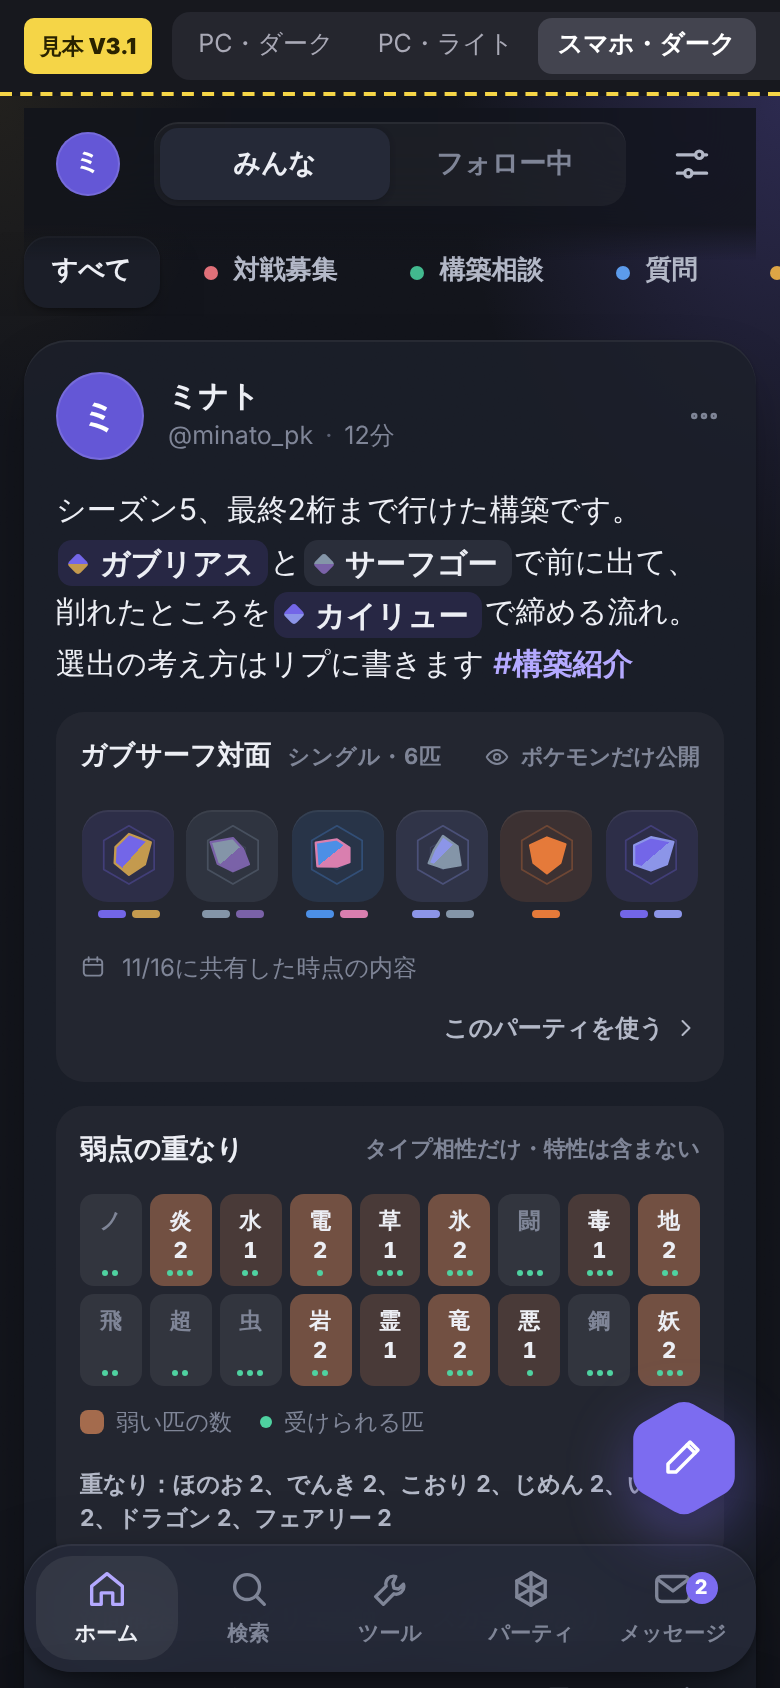 見本 V3.1
PC・ダーク PC・ライト スマホ・ダーク
ミ みんな フォロー中
すべて 対戦募集 構築相談 質問
ミ ミナト
@minato_pk · 12分
シーズン5、最終2桁まで行けた構築です。
ガブリアス と サーフゴー で前に出て、
削れたところを カイリュー で締める流れ。
選出の考え方はリプに書きます #構築紹介
ガブサーフ対面 シングル・6匹 ポケモンだけ公開
11/16に共有した時点の内容
このパーティを使う
弱点の重なり タイプ相性だけ・特性は含まない
ノ 炎 水 電 草 氷 闘 毒 地
2 1 2 1 2 1 2
飛 超 虫 岩 霊 竜 悪 鋼 妖
2 1 2 1 2
弱い匹の数 受けられる匹
重なり：ほのお 2、でんき 2、こおり 2、じめん 2、
2、ドラゴン 2、フェアリー 2
2
ホーム 検索 ツール パーティ メッセージ